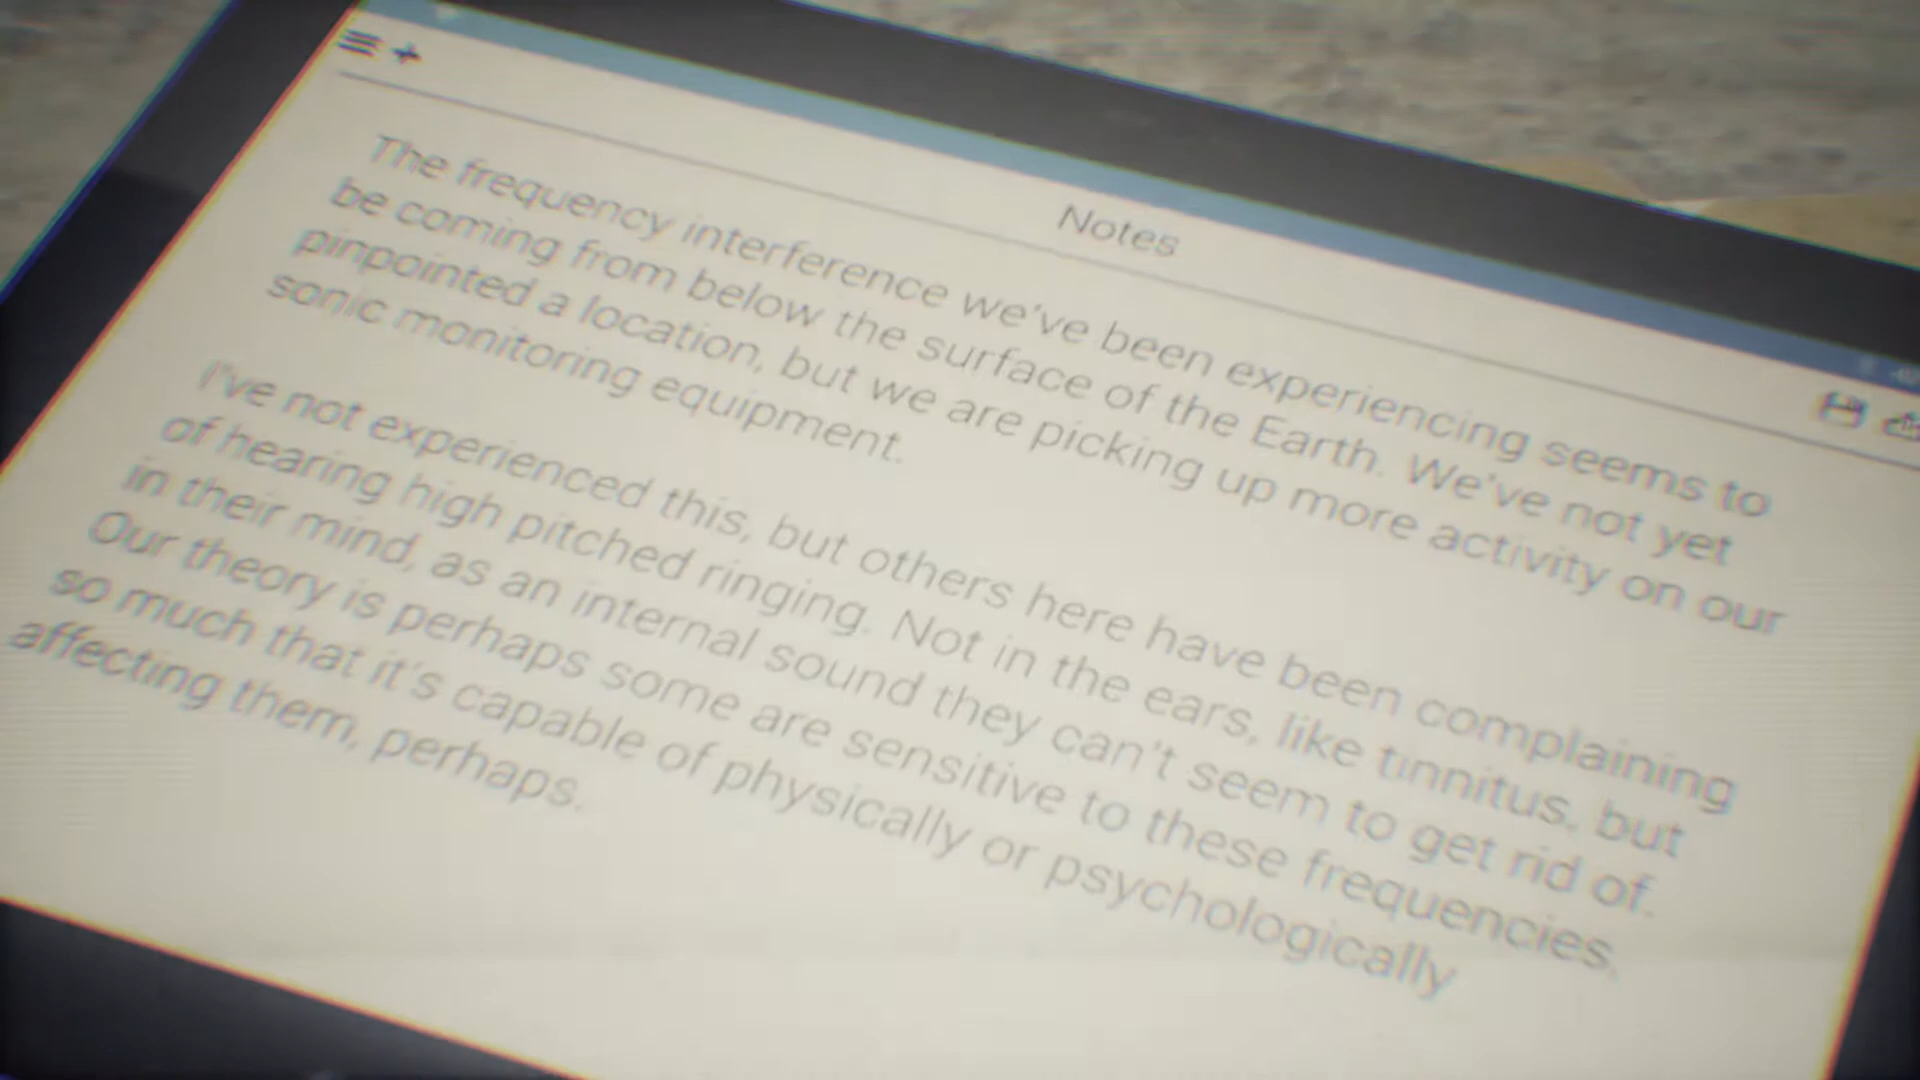 Notes
The frequency interference we've been experiencing seems to
be coming from below the surface of the Earth. We've not yet
pinpointed a location, but we are picking up more activity on our
sonic monitoring equipment.
I've not experienced this, but others here have been complaining
of hearing high pitched ringing. Not in the ears, like tinnitus, but
in their mind, as an internal sound they can't seem to get rid of.
Our theory is perhaps some are sensitive to these frequencies,
so much that it's capable of physically or psychologically
affecting them, perhaps.